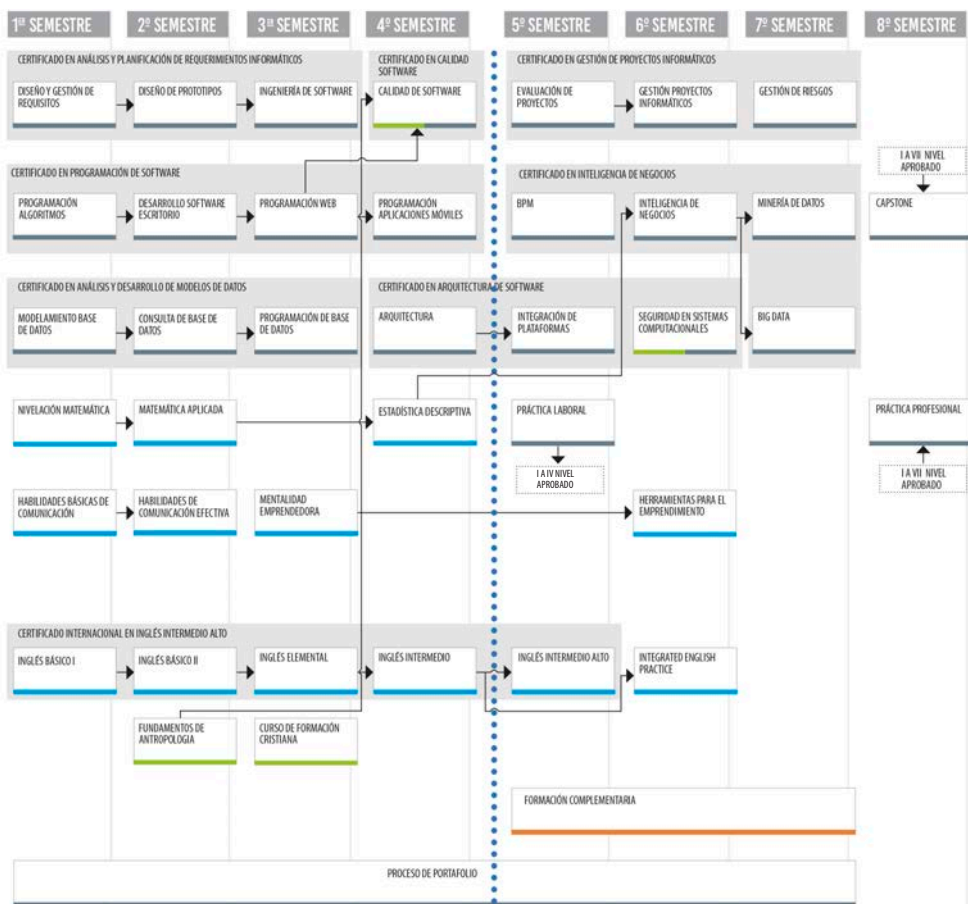 1ER SEMESTRE
2º SEMESTRE
3ER SEMESTRE
4º SEMESTRE
5º SEMESTRE
6º SEMESTRE
7º SEMESTRE
8º SEMESTRE
CERTIFICADO EN ANÁLISIS Y PLANIFICACIÓN DE REQUERIMIENTOS INFORMÁTICOS
CERTIFICADO EN CALIDAD
SOFTWARE
CERTIFICADO EN GESTIÓN DE PROYECTOS INFORMÁTICOS
DISEÑO Y GESTIÓN DE
REQUISITOS
DISEÑO DE PROTOTIPOS
INGENIERÍA DE SOFTWARE
CALIDAD DE SOFTWARE
EVALUACIÓN DE
PROYECTOS
GESTIÓN PROYECTOS
INFORMÁTICOS
GESTIÓN DE RIESGOS
I A VII NIVEL
APROBADO
CERTIFICADO EN PROGRAMACIÓN DE SOFTWARE
CERTIFICADO EN INTELIGENCIA DE NEGOCIOS
PROGRAMACIÓN
ALGORITMOS
DESARROLLO SOFTWARE
ESCRITORIO
PROGRAMACIÓN WEB
PROGRAMACIÓN
APLICACIONES MÓVILES
BPM
INTELIGENCIA DE
NEGOCIOS
MINERÍA DE DATOS
CAPSTONE
CERTIFICADO EN ANÁLISIS Y DESARROLLO DE MODELOS DE DATOS
CERTIFICADO EN ARQUITECTURA DE SOFTWARE
MODELAMIENTO BASE
DE DATOS
CONSULTA DE BASE DE
DATOS
PROGRAMACIÓN DE BASE
DE DATOS
ARQUITECTURA
INTEGRACIÓN DE
PLATAFORMAS
SEGURIDAD EN SISTEMAS
COMPUTACIONALES
BIG DATA
NIVELACIÓN MATEMÁTICA
MATEMÁTICA APLICADA
ESTADÍSTICA DESCRIPTIVA
PRÁCTICA LABORAL
PRÁCTICA PROFESIONAL
I A IV NIVEL
APROBADO
I A VII NIVEL
APROBADO
HABILIDADES BÁSICAS DE
COMUNICACIÓN
HABILIDADES DE
COMUNICACIÓN EFECTIVA
MENTALIDAD
EMPRENDEDORA
HERRAMIENTAS PARA EL
EMPRENDIMIENTO
CERTIFICADO INTERNACIONAL EN INGLÉS INTERMEDIO ALTO
INGLÉS BÁSICO I
INGLÉS BÁSICO II
INGLÉS ELEMENTAL
INGLÉS INTERMEDIO
INGLÉS INTERMEDIO ALTO
INTEGRATED ENGLISH
PRACTICE
FUNDAMENTOS DE
ANTROPOLOGIA
CURSO DE FORMACIÓN
CRISTIANA
FORMACIÓN COMPLEMENTARIA
PROCESO DE PORTAFOLIO